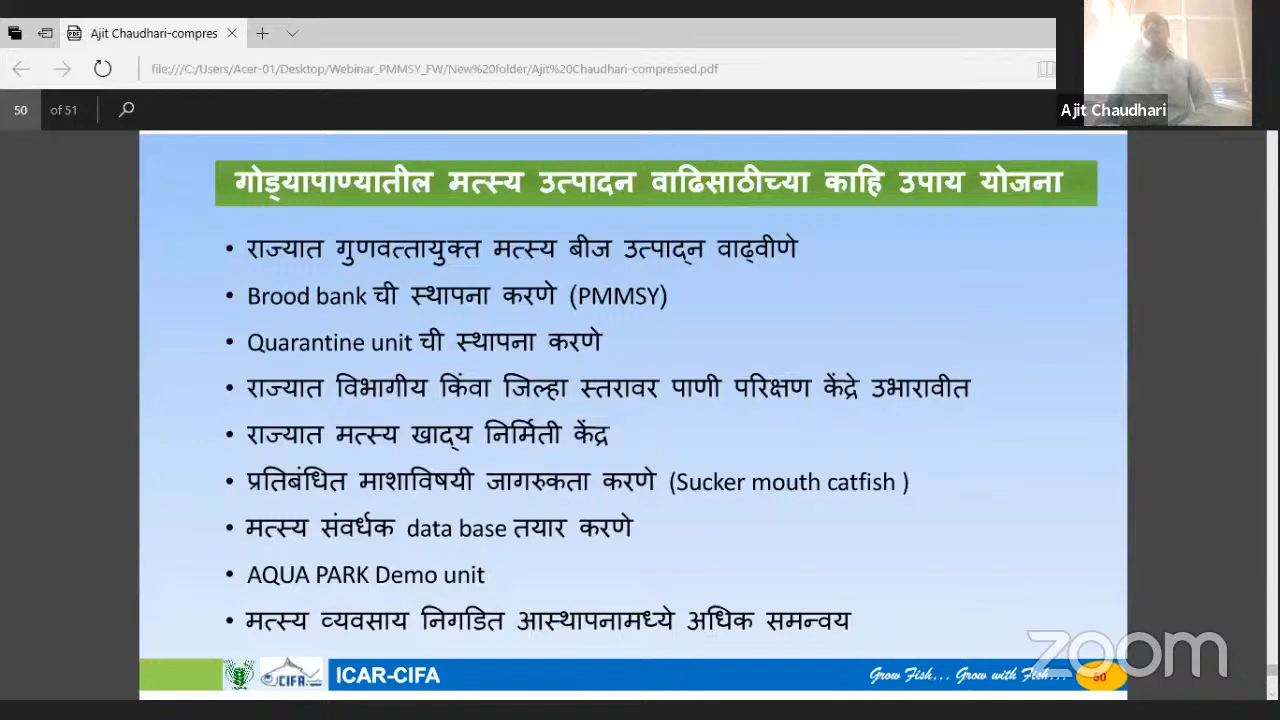 Ajit Chaudhari-compres
file:///C:/Users/Acer-01/Desktop/Webinar_PMMSY_FW/New%20folder/Ajit%20Chaudhari-compressed.pdf
50 of 51
Ajit Chaudhari
गोड्यापाण्यातील मत्स्य उत्पादन वाढिसाठीच्या काहि उपाय योजना
• राज्यात गुणवत्तायुक्त मत्स्य बीज उत्पाद्न वाढ्वीणे
• Brood bank ची स्थापना करणे (PMMSY)
• Quarantine unit ची स्थापना करणे
• राज्यात विभागीय किंवा जिल्हा स्तरावर पाणी परिक्षण केंद्रे उभारावीत
• राज्यात मत्स्य खाद्य निर्मिती केंद्र
• प्रतिबंधित माशाविषयी जागरुकता करणे (Sucker mouth catfish )
• मत्स्य संवर्धक data base तयार करणे
• AQUA PARK Demo unit
• मत्स्य व्यवसाय निगडित आस्थापनामध्ये अधिक समन्वय
zoom
CIFA
ICAR-CIFA
Grow Fish... Grow with Fish...
50